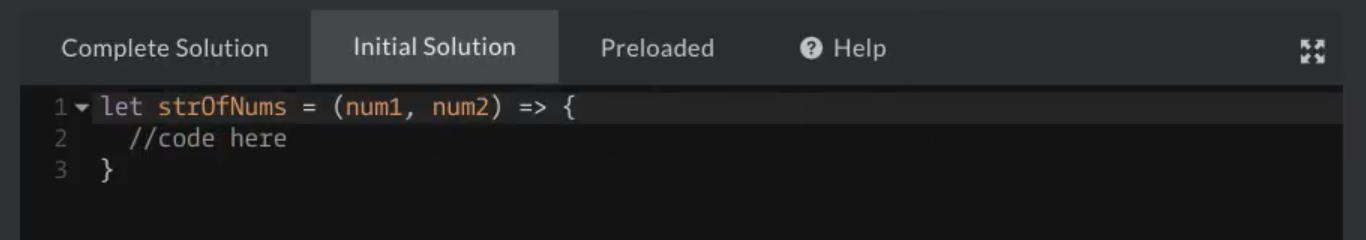 Complete Solution Initial Solution Preloaded ? Help
1 let strOfNums = (num1, num2) => {
2 //code here
3 }